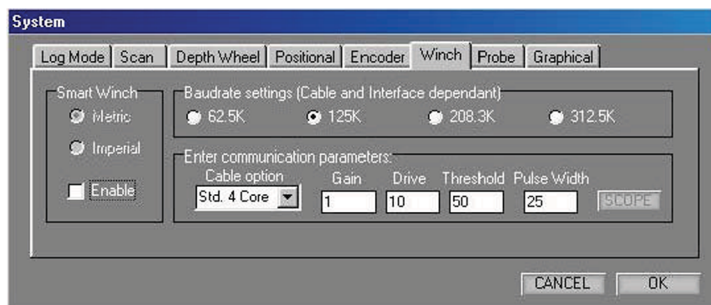 System
Log Mode Scan Depth Wheel Positional Encoder Winch Probe Graphical
Smart Winch
Metric
Imperial
Enable
Baudrate settings (Cable and Interface dependant)
62.5K 125K 208.3K 312.5K
Enter communication parameters:
Cable option Gain Drive Threshold Pulse Width
Std. 4 Core 1 10 50 25 SCOPE
CANCEL OK